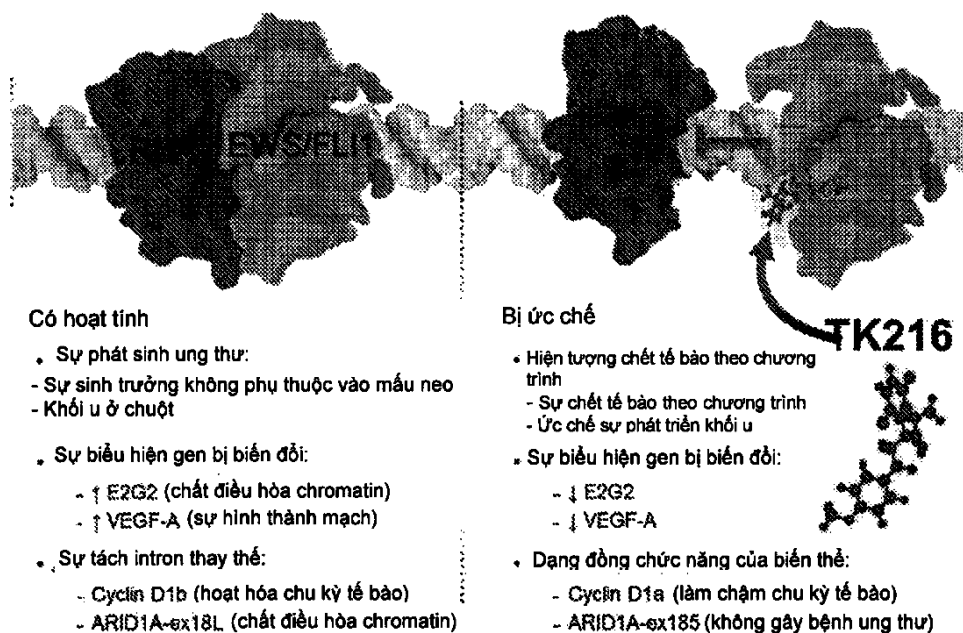 EWS/FLI1
Có hoạt tính
• Sự phát sinh ung thư:
- Sự sinh trưởng không phụ thuộc vào mấu neo
- Khối u ở chuột
• Sự biểu hiện gen bị biến đổi:
- ↑ E2G2 (chất điều hòa chromatin)
- ↑ VEGF-A (sự hình thành mạch)
• Sự tách intron thay thế:
- Cyclin D1b (hoạt hóa chu kỳ tế bào)
- ARID1A-ex18L (chất điều hòa chromatin)
Bị ức chế
TK216
• Hiện tượng chết tế bào theo chương
trình
- Sự chết tế bào theo chương trình
- Ức chế sự phát triển khối u
• Sự biểu hiện gen bị biến đổi:
- ↓ E2G2
- ↓ VEGF-A
• Dạng đồng chức năng của biến thể:
- Cyclin D1a (làm chậm chu kỳ tế bào)
- ARID1A-ex185 (không gây bệnh ung thư)